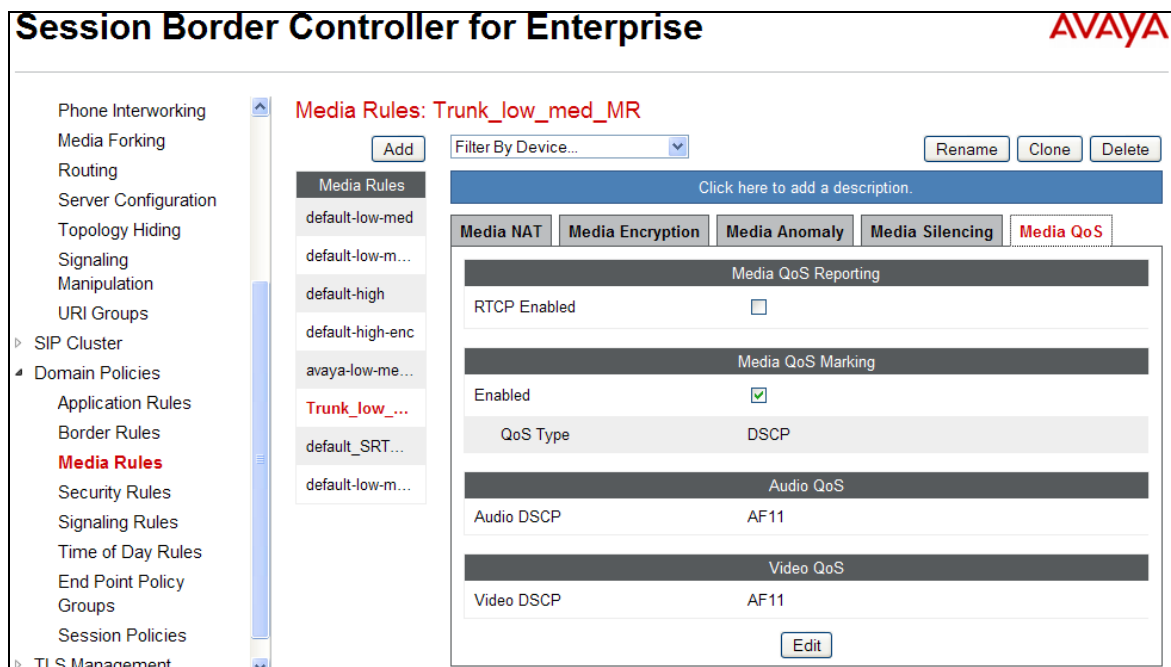 Session Border Controller for Enterprise
AVAYA
Phone Interworking
Media Forking
Routing
Server Configuration
Topology Hiding
Signaling
Manipulation
URI Groups
SIP Cluster
Domain Policies
Application Rules
Border Rules
Media Rules
Security Rules
Signaling Rules
Time of Day Rules
End Point Policy
Groups
Session Policies
TLS Management
Media Rules: Trunk_low_med_MR
Add
Filter By Device...
Rename
Clone
Delete
Media Rules
default-low-med
default-low-m...
default-high
default-high-enc
avaya-low-me...
Trunk_low_...
default_SRT...
default-low-m...
Click here to add a description.
Media NAT
Media Encryption
Media Anomaly
Media Silencing
Media QoS
Media QoS Reporting
RTCP Enabled
Media QoS Marking
Enabled
QoS Type DSCP
Audio QoS
Audio DSCP AF11
Video QoS
Video DSCP AF11
Edit